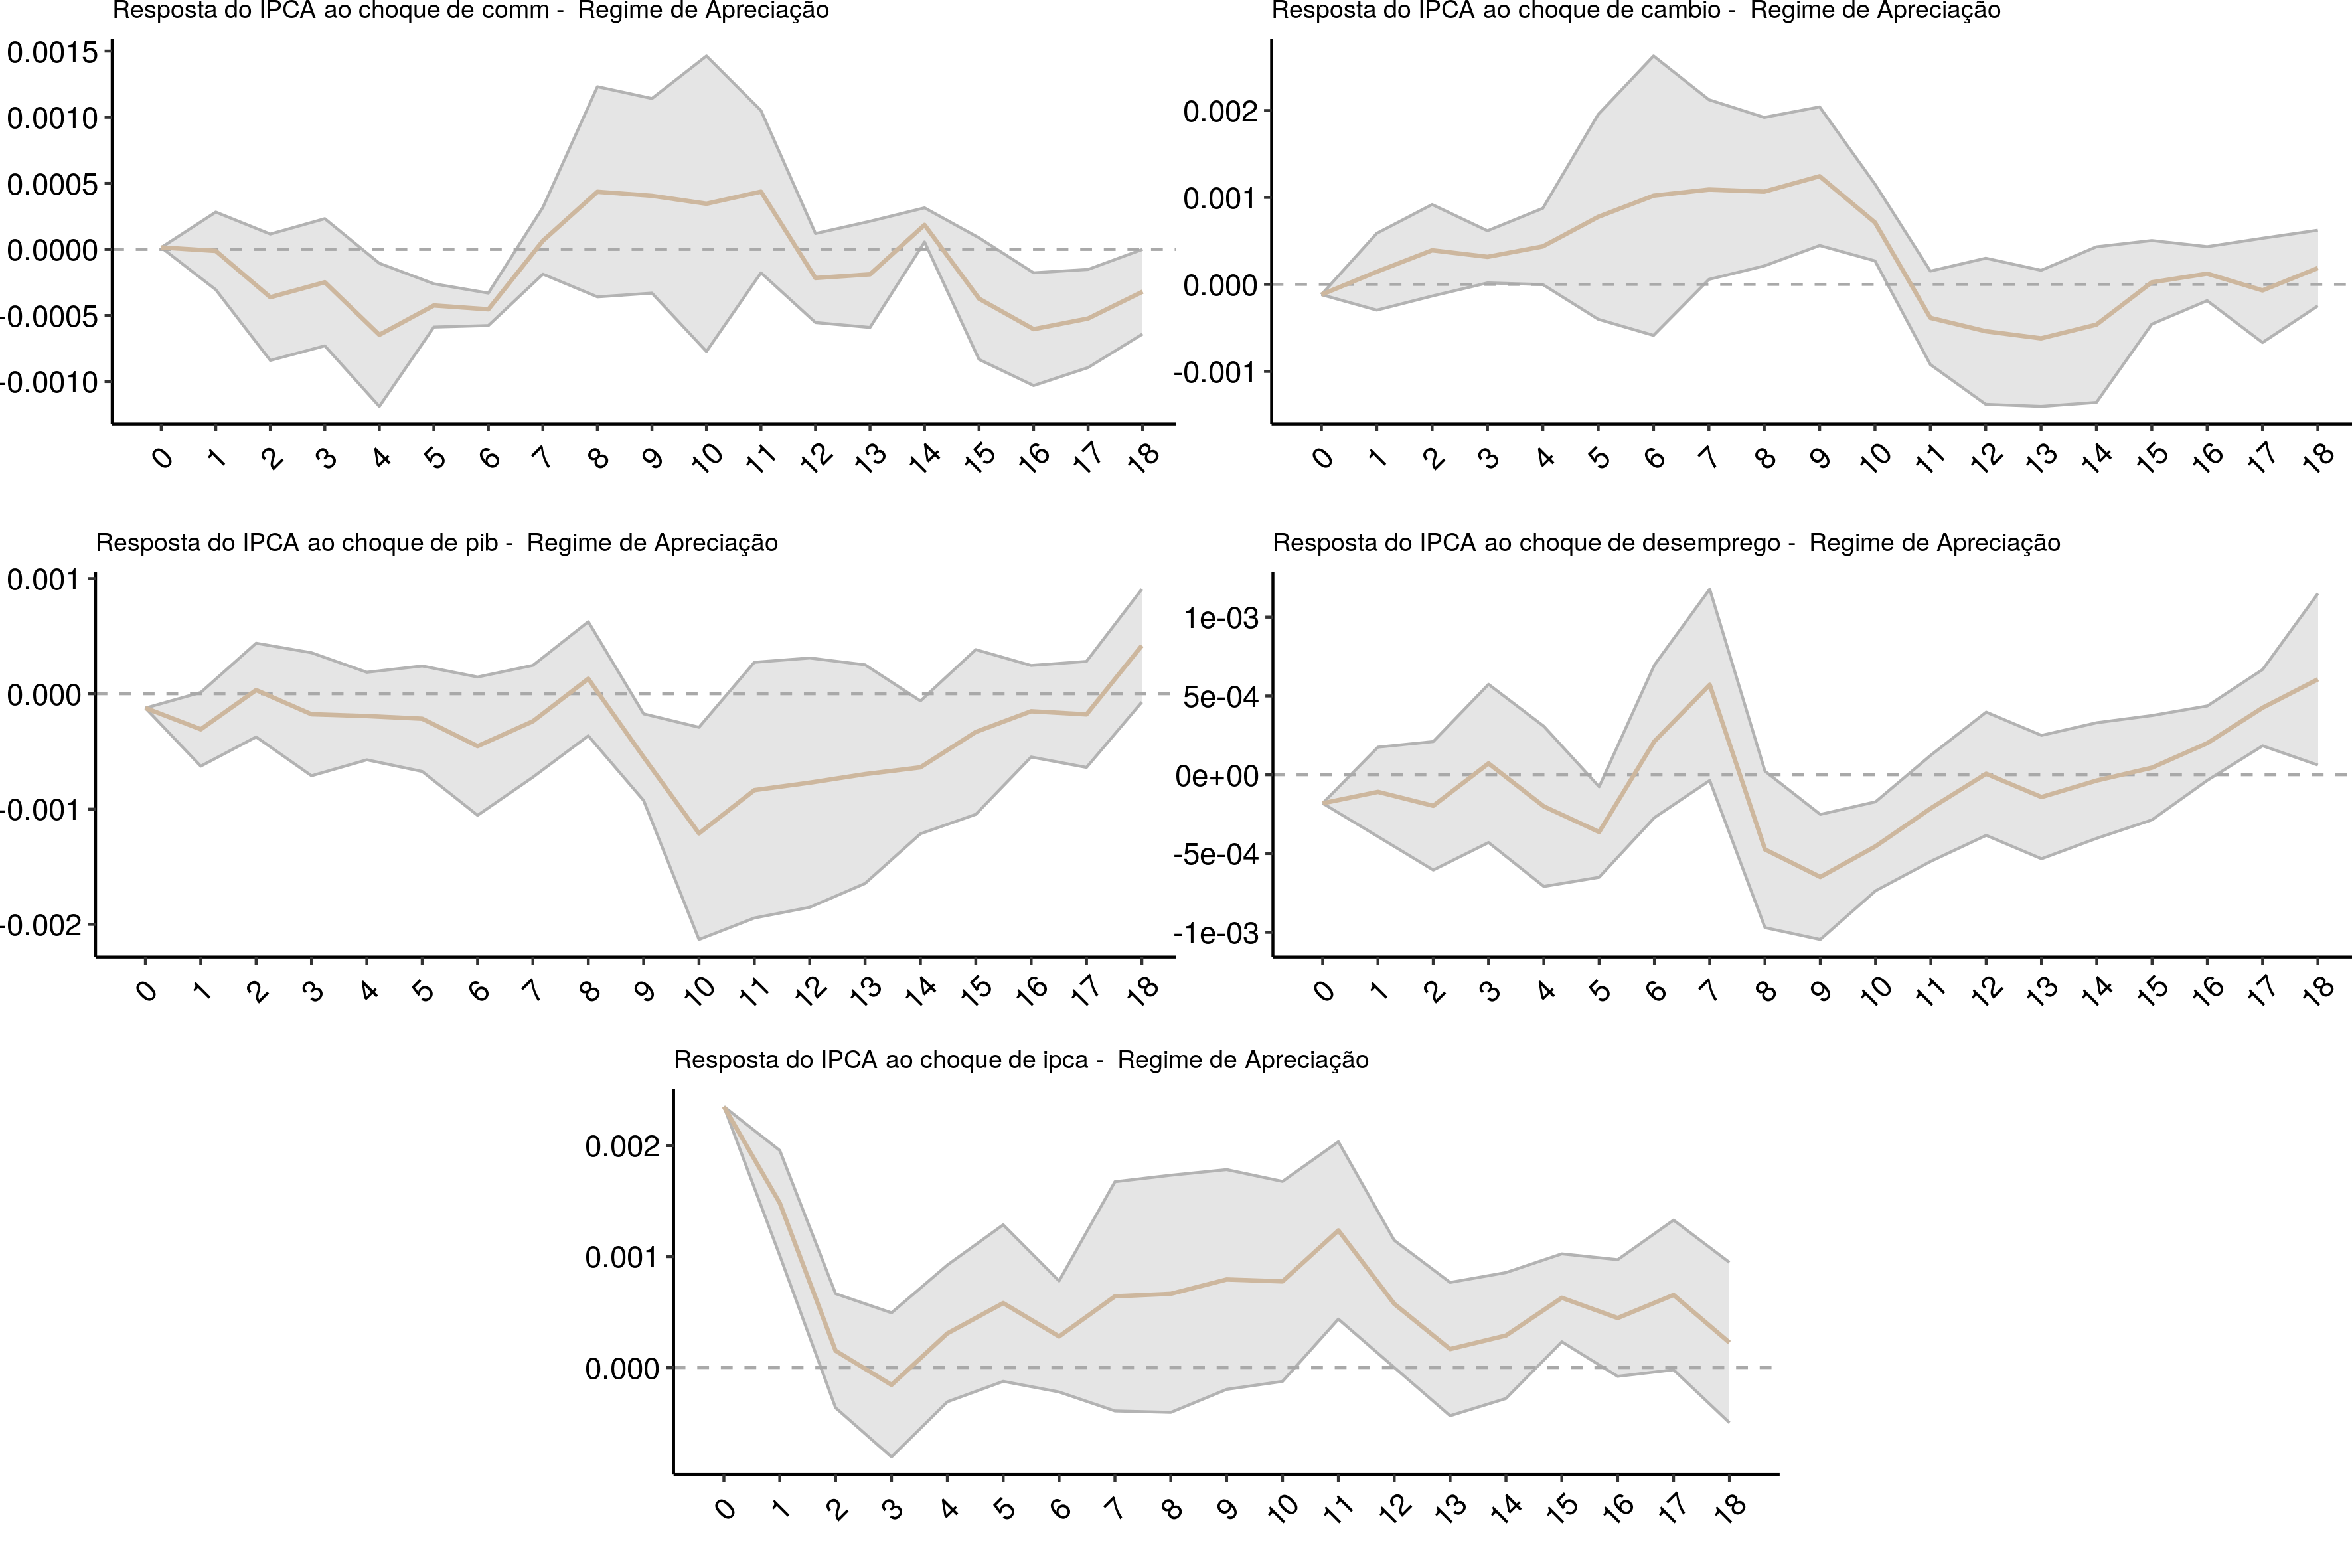 Resposta do IPCA ao choque de comm -  Regime de Apreciação
0.0015
0.0010
0.0005
0.0000
-0.0005
-0.0010
0 1 2 3 4 5 6 7 8 9 10 11 12 13 14 15 16 17 18
Resposta do IPCA ao choque de cambio -  Regime de Apreciação
0.002
0.001
0.000
-0.001
0 1 2 3 4 5 6 7 8 9 10 11 12 13 14 15 16 17 18
Resposta do IPCA ao choque de pib -  Regime de Apreciação
0.001
0.000
-0.001
-0.002
0 1 2 3 4 5 6 7 8 9 10 11 12 13 14 15 16 17 18
Resposta do IPCA ao choque de desemprego -  Regime de Apreciação
1e-03
5e-04
0e+00
-5e-04
-1e-03
0 1 2 3 4 5 6 7 8 9 10 11 12 13 14 15 16 17 18
Resposta do IPCA ao choque de ipca -  Regime de Apreciação
0.002
0.001
0.000
0 1 2 3 4 5 6 7 8 9 10 11 12 13 14 15 16 17 18